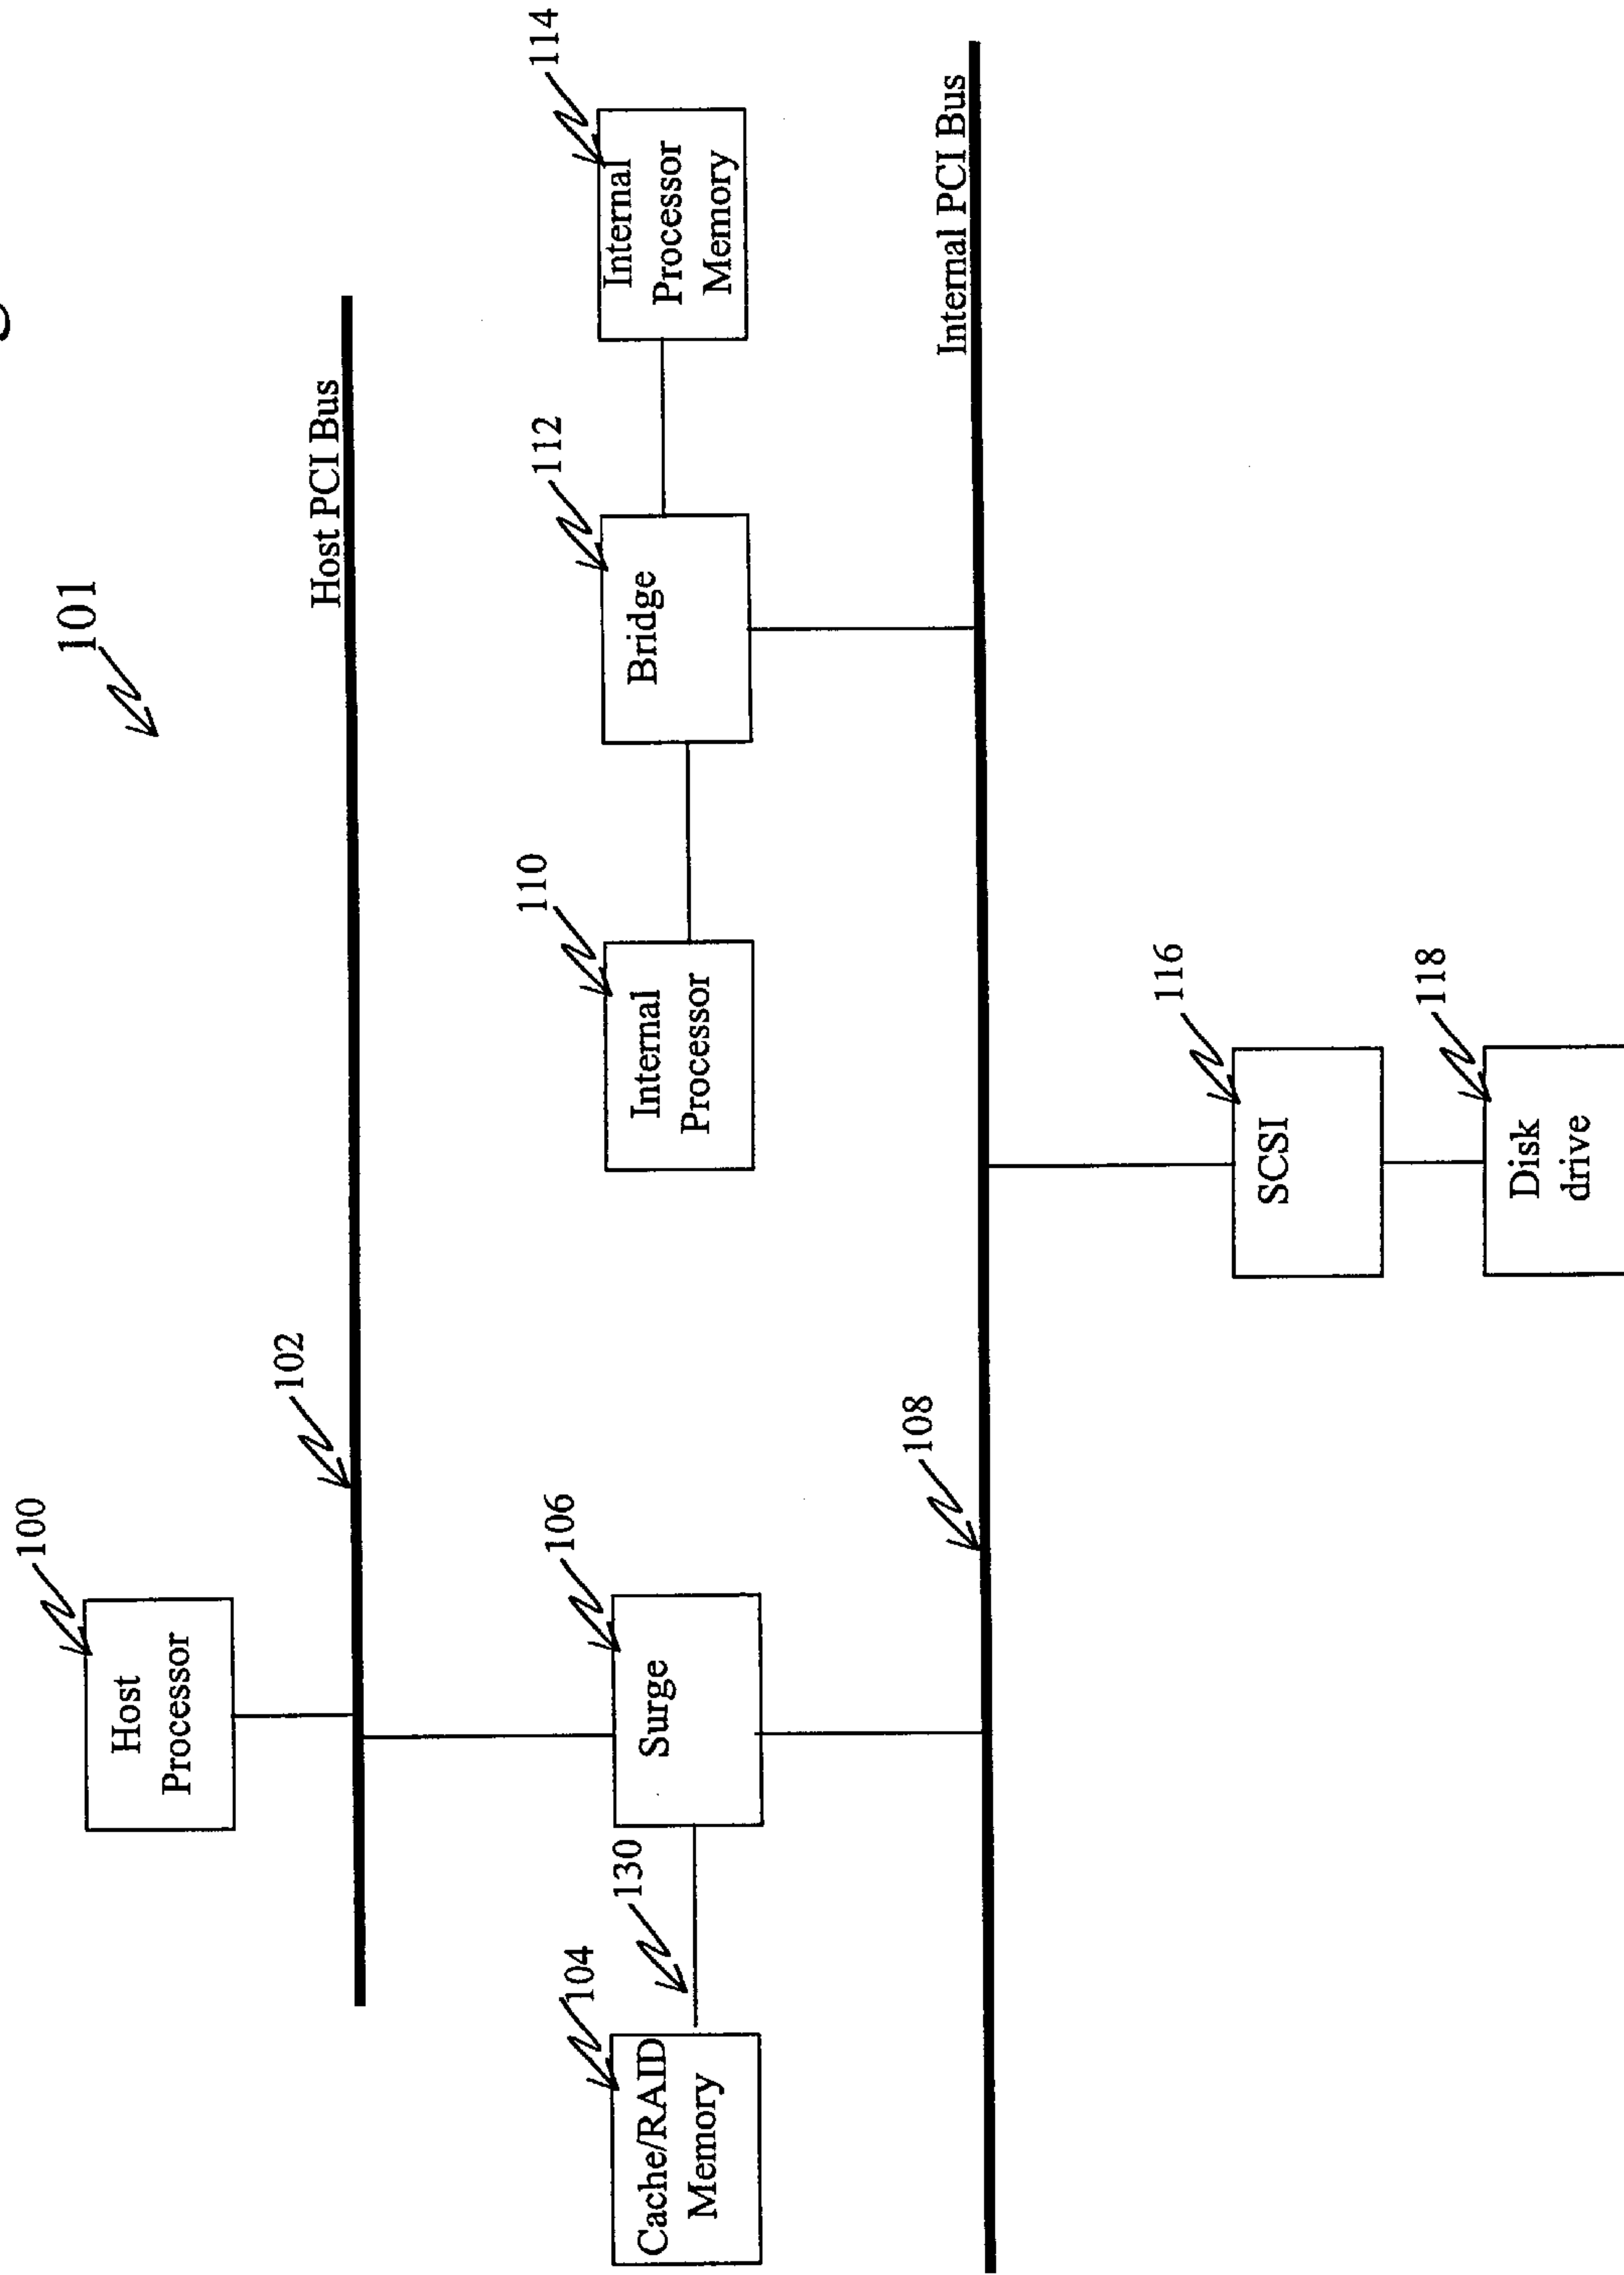 100
101
Host
Processor
102
Host PCI Bus
104
Cache/RAID
Memory
130
106
Surge
110
Internal
Processor
112
Bridge
114
Internal
Processor
Memory
108
Internal PCI Bus
116
SCSI
118
Disk
drive